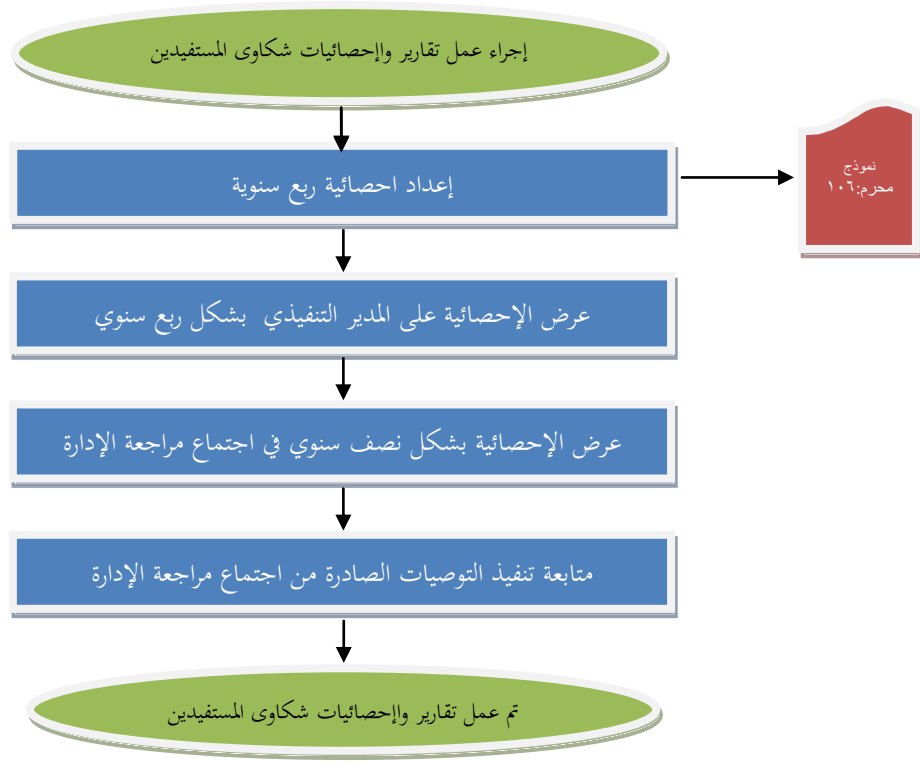 إجراء عمل تقارير واإحصائيات شكاوى المستفيدين
إعداد احصائية ربع سنوية
نموذج
محرم:١٠٦
عرض الإحصائية على المدير التنفيذي بشكل ربع سنوي
عرض الإحصائية بشكل نصف سنوي في اجتماع مراجعة الإدارة
متابعة تنفيذ التوصيات الصادرة من اجتماع مراجعة الإدارة
تم عمل تقارير واإحصائيات شكاوى المستفيدين